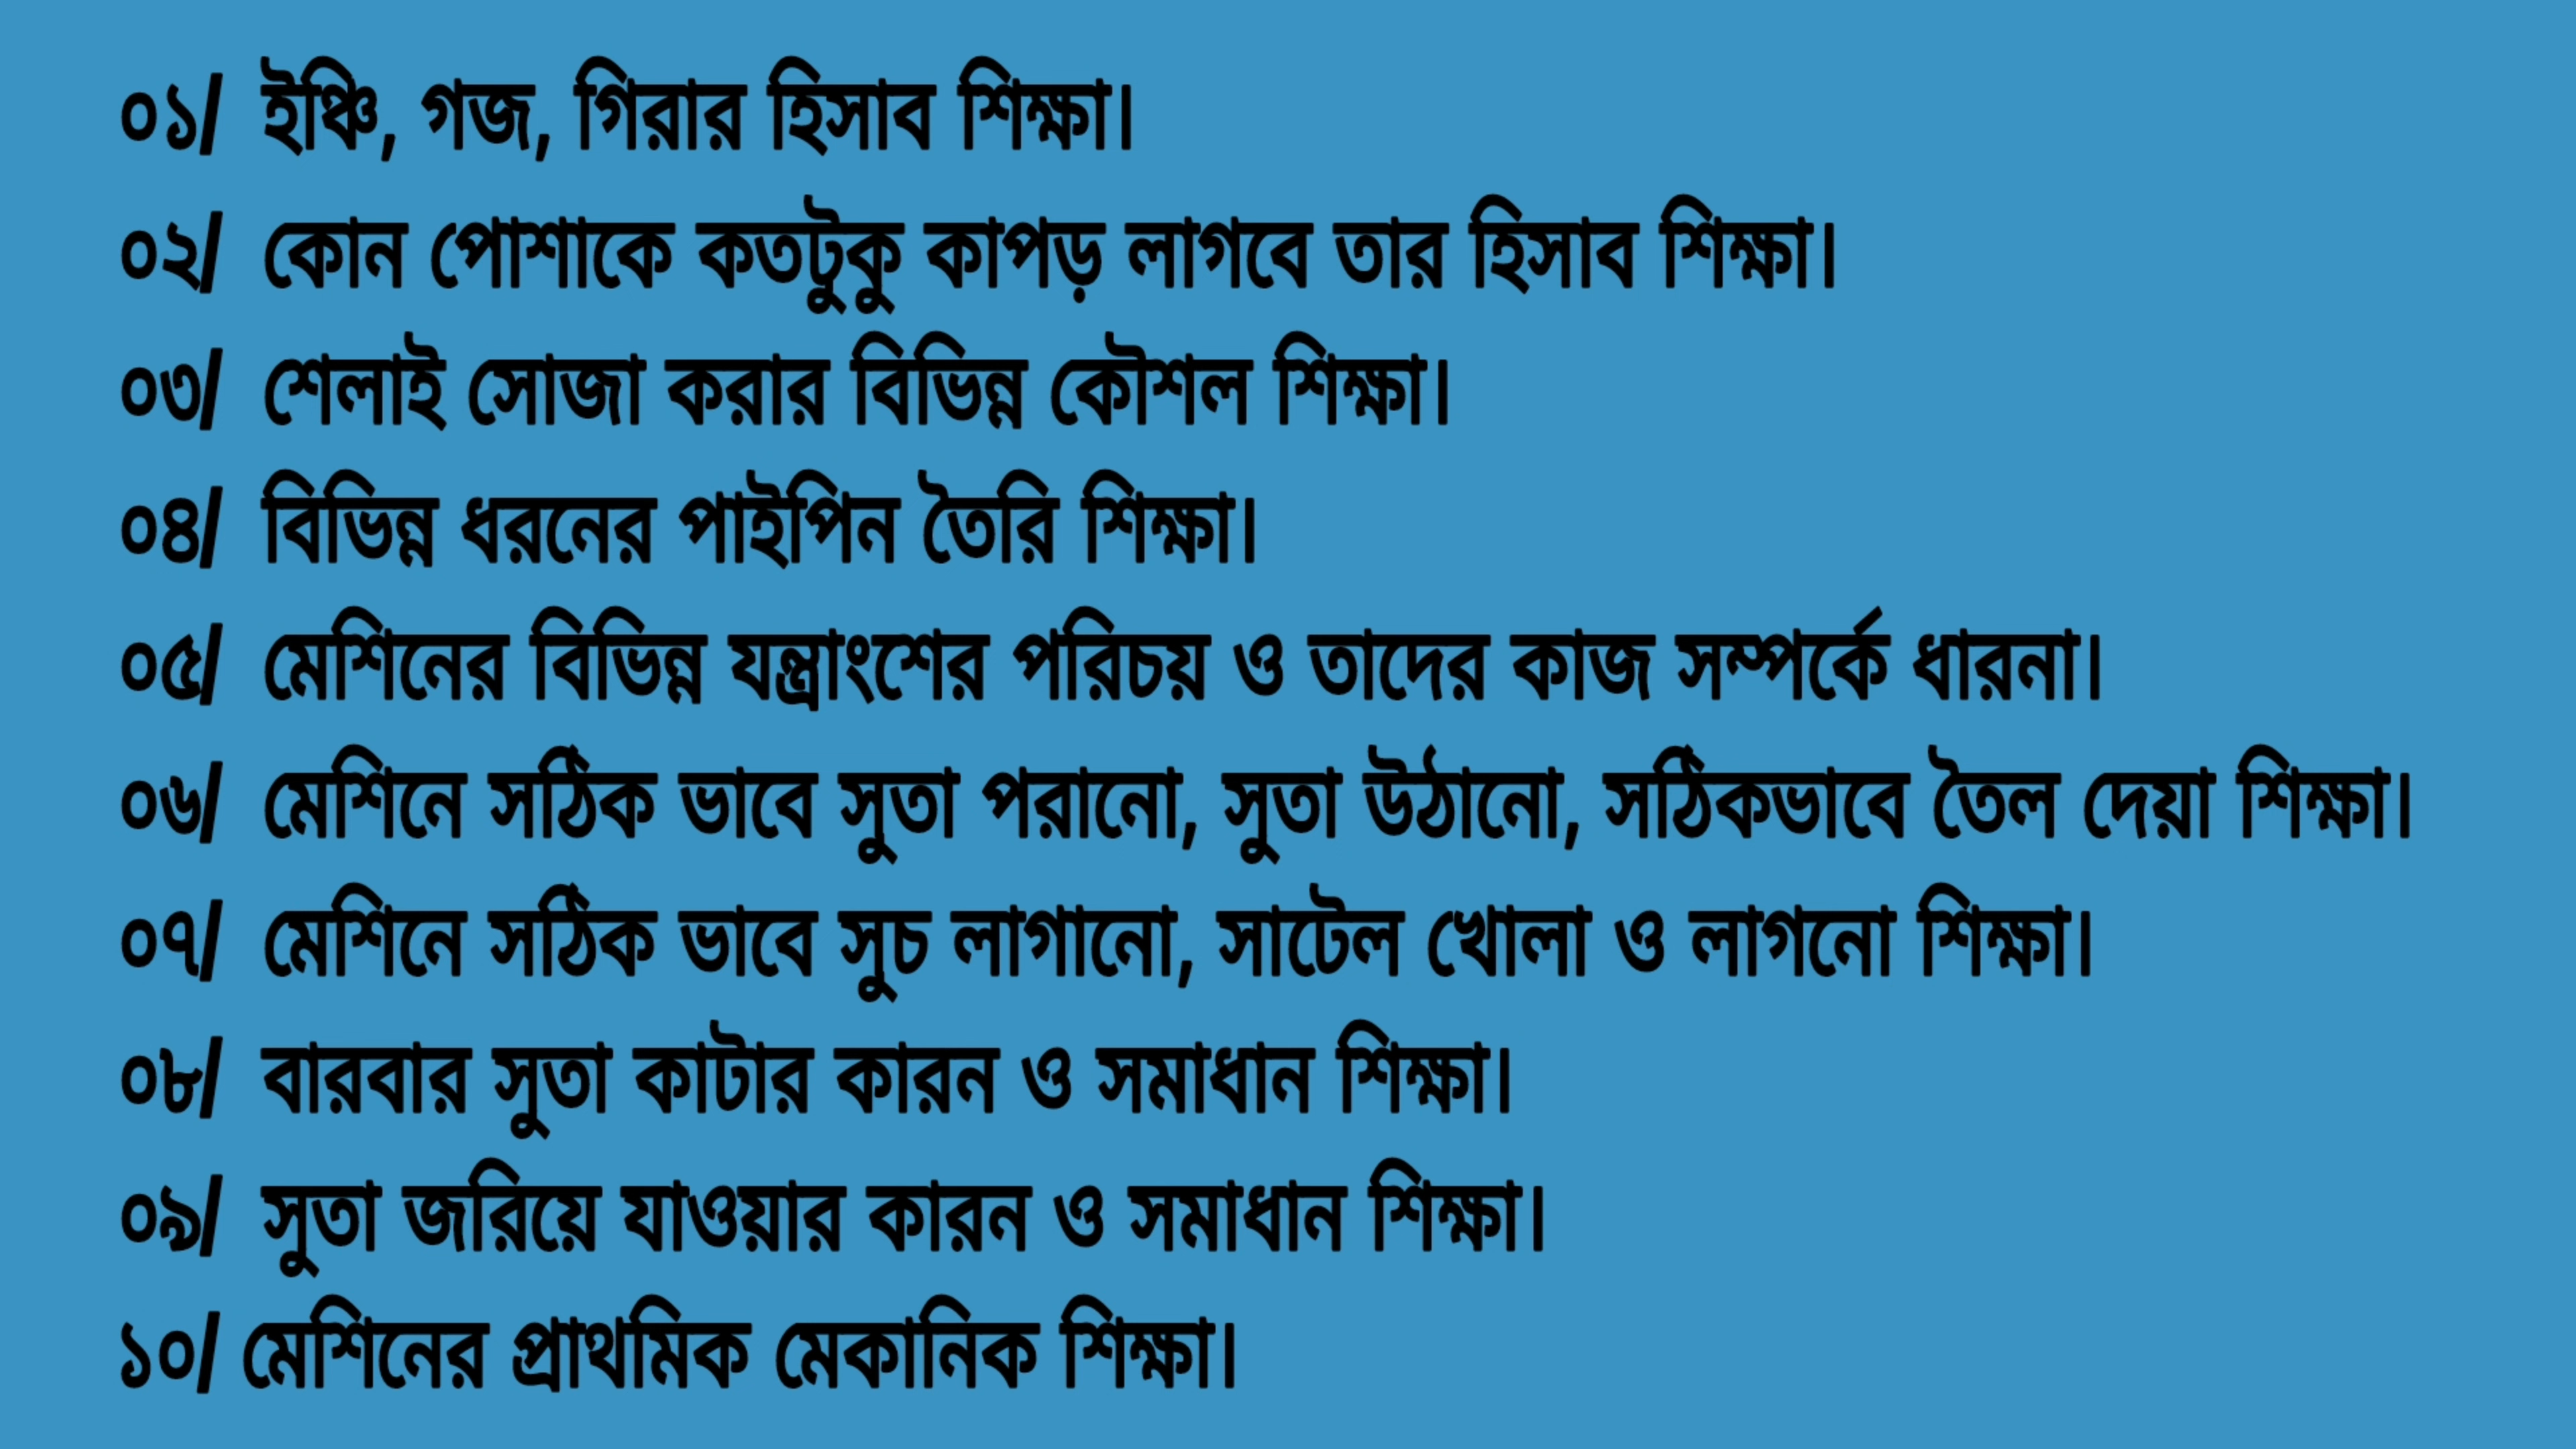 ০১/ ইঞ্চি, গজ, গিরার হিসাব শিক্ষা।
০২/ কোন পোশাকে কতটুকু কাপড় লাগবে তার হিসাব শিক্ষা।
০৩/ শেলাই সোজা করার বিভিন্ন কৌশল শিক্ষা।
০৪/ বিভিন্ন ধরনের পাইপিন তৈরি শিক্ষা।
০৫/ মেশিনের বিভিন্ন যন্ত্রাংশের পরিচয় ও তাদের কাজ সম্পর্কে ধারনা।
০৬/ মেশিনে সঠিক ভাবে সুতা পরানো, সুতা উঠানো, সঠিকভাবে তৈল দেয়া শিক্ষা।
০৭/ মেশিনে সঠিক ভাবে সুচ লাগানো, সাটেল খোলা ও লাগনো শিক্ষা।
০৮/ বারবার সুতা কাটার কারন ও সমাধান শিক্ষা।
০৯/ সুতা জরিয়ে যাওয়ার কারন ও সমাধান শিক্ষা।
১০/ মেশিনের প্রাথমিক মেকানিক শিক্ষা।